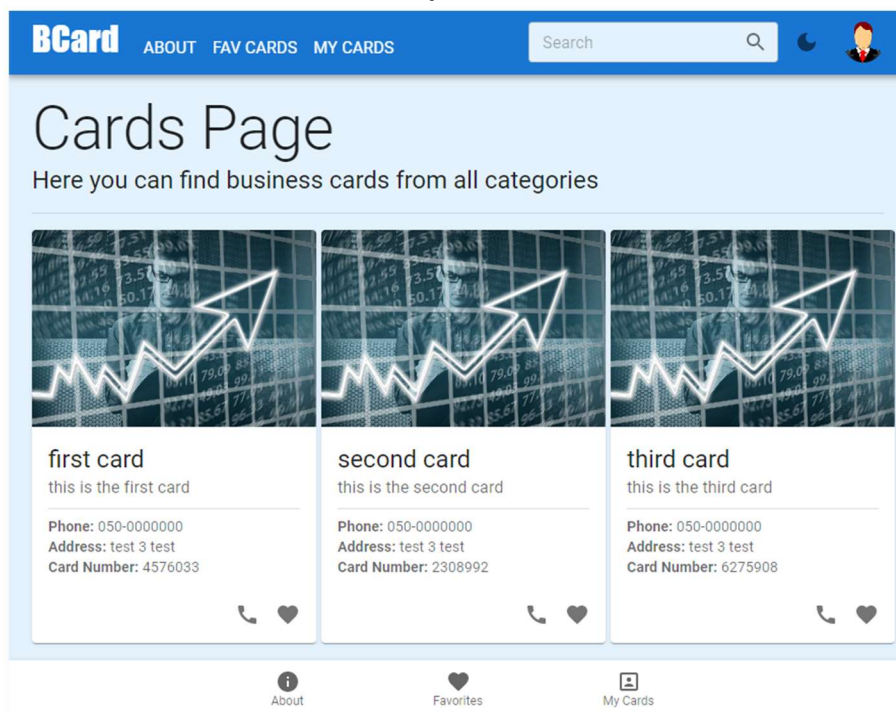 BCard ABOUT FAV CARDS MY CARDS Search
Cards Page
Here you can find business cards from all categories
first card
this is the first card
Phone: 050-0000000
Address: test 3 test
Card Number: 4576033
second card
this is the second card
Phone: 050-0000000
Address: test 3 test
Card Number: 2308992
third card
this is the third card
Phone: 050-0000000
Address: test 3 test
Card Number: 6275908
About Favorites My Cards